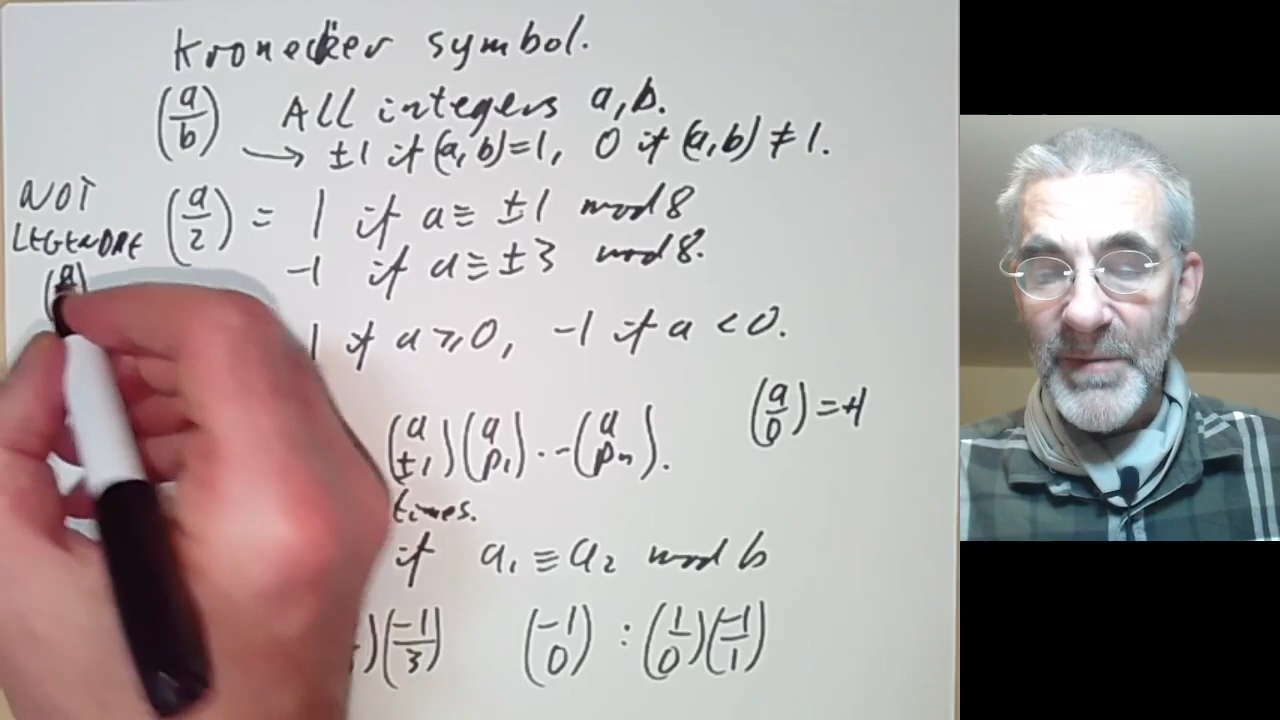 Kronecker symbol.
(a/b) All integers a, b.
→ ±1 if (a, b) = 1, 0 if (a, b) ≠ 1.
NOT
LEGENDRE
(a/2) = 1 if a ≡ ±1 mod 8
-1 if a ≡ ±3 mod 8.
1 if a ≥ 0, -1 if a < 0.
(a/0) = +1
(a/±1)(a/p₁)...(a/pₙ).
times.
if a₁ ≡ a₂ mod b
)(-1/3) (-1/0) : (1/0)(-1/1)